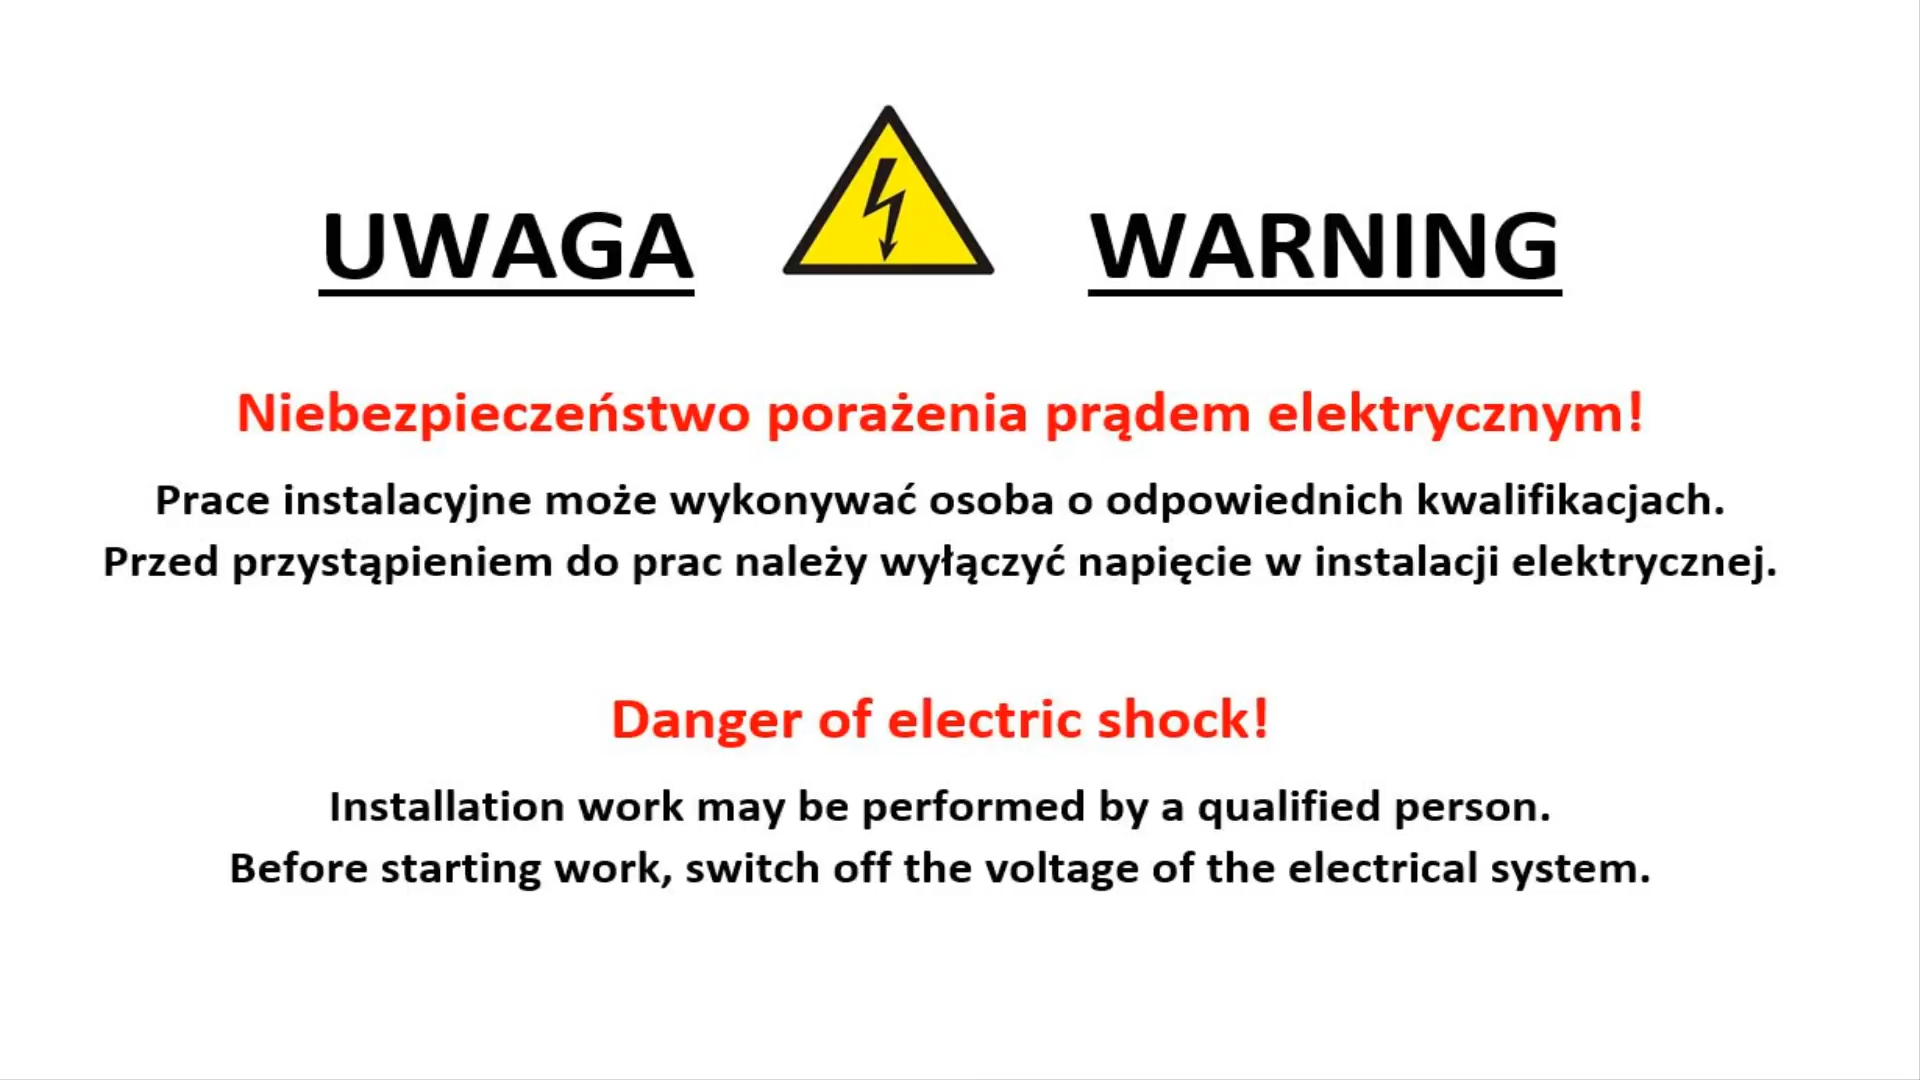 UWAGA WARNING
Niebezpieczeństwo porażenia prądem elektrycznym!
Prace instalacyjne może wykonywać osoba o odpowiednich kwalifikacjach.
Przed przystąpieniem do prac należy wyłączyć napięcie w instalacji elektrycznej.
Danger of electric shock!
Installation work may be performed by a qualified person.
Before starting work, switch off the voltage of the electrical system.